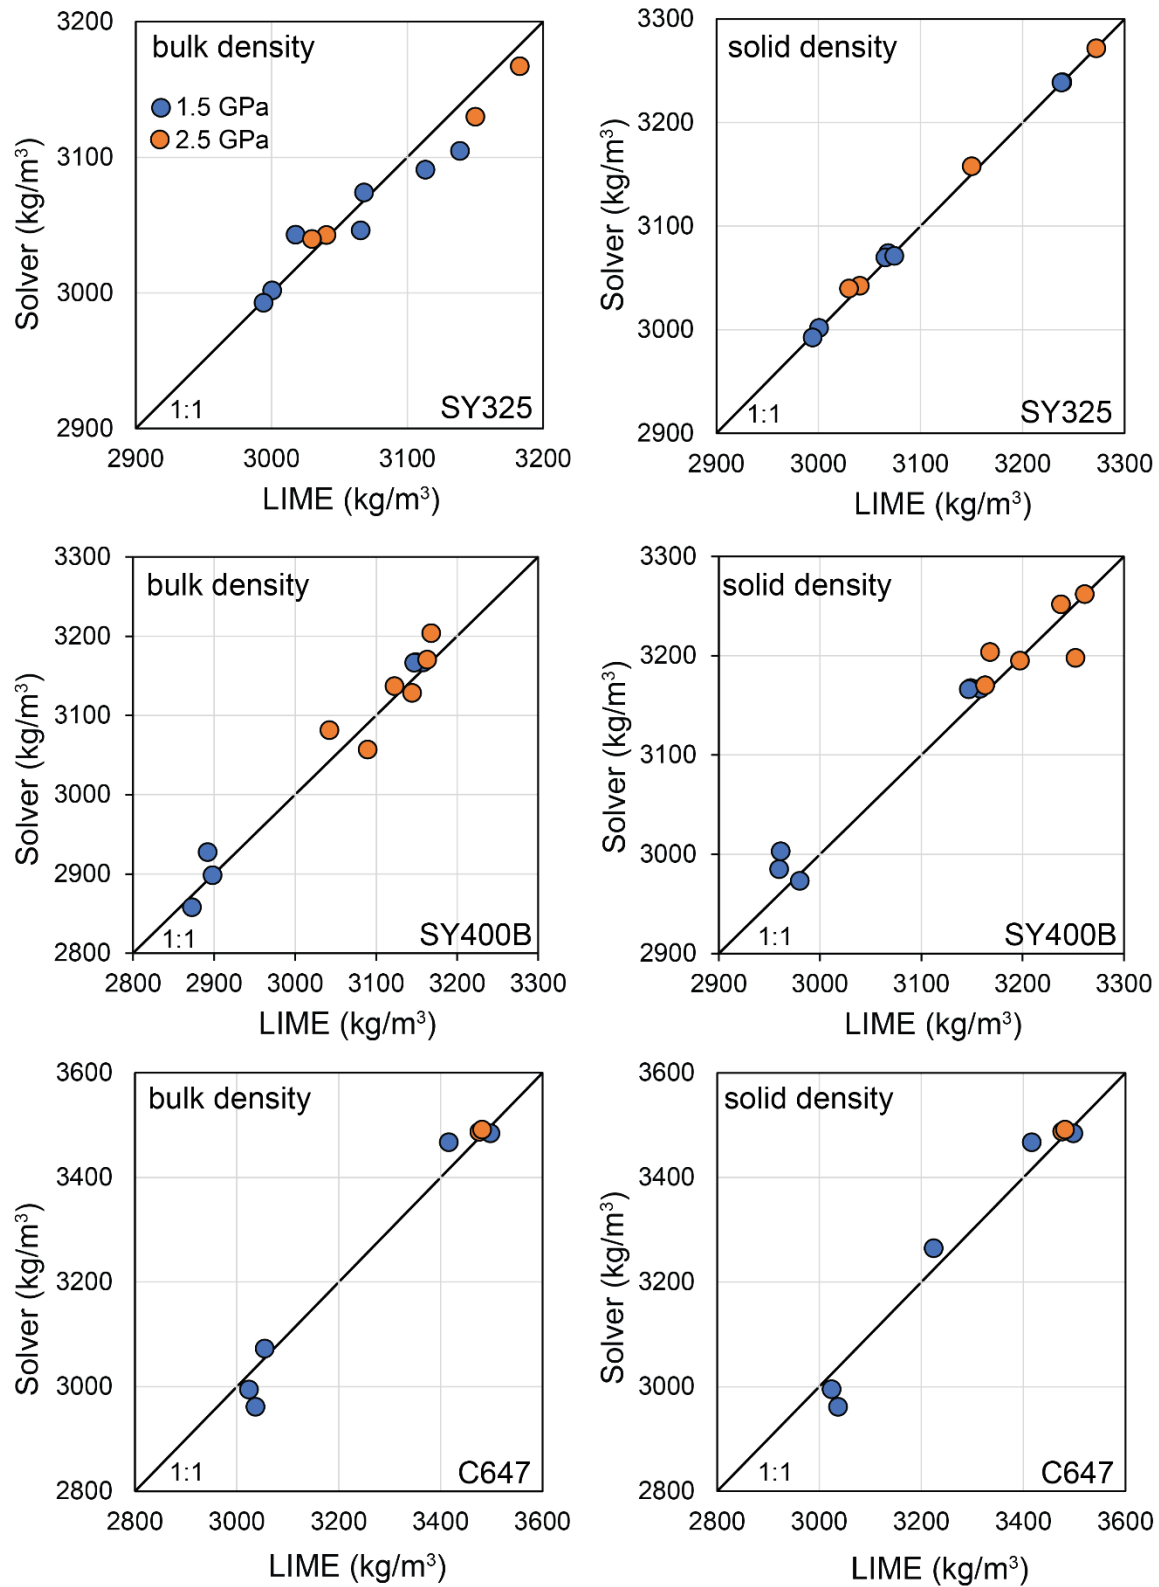 bulk density
1.5 GPa
2.5 GPa
3200
3100
3000
2900
Solver (kg/m³)
1:1
SY325
2900 3000 3100 3200
LIME (kg/m³)
solid density
3300
3200
3100
3000
2900
Solver (kg/m³)
1:1
SY325
2900 3000 3100 3200 3300
LIME (kg/m³)
bulk density
3300
3200
3100
3000
2900
2800
Solver (kg/m³)
1:1
SY400B
2800 2900 3000 3100 3200 3300
LIME (kg/m³)
solid density
3300
3200
3100
3000
2900
Solver (kg/m³)
1:1
SY400B
2900 3000 3100 3200 3300
LIME (kg/m³)
bulk density
3600
3400
3200
3000
2800
Solver (kg/m³)
1:1
C647
2800 3000 3200 3400 3600
LIME (kg/m³)
solid density
3600
3400
3200
3000
2800
Solver (kg/m³)
1:1
C647
2800 3000 3200 3400 3600
LIME (kg/m³)